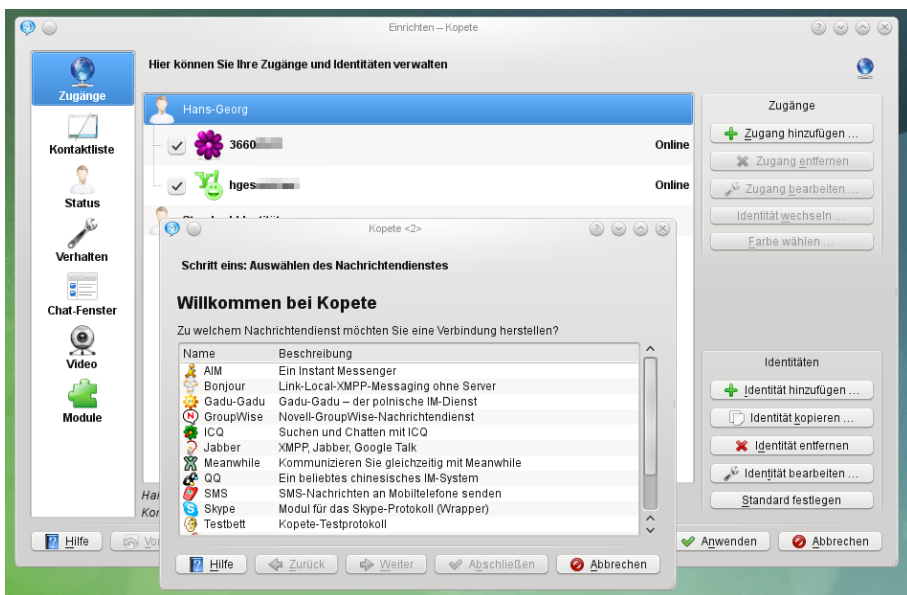 Einrichten – Kopete
Zugänge
Kontaktliste
Status
Verhalten
Chat-Fenster
Video
Module
Hier können Sie Ihre Zugänge und Identitäten verwalten
Hans-Georg
3660 Online
hges Online
Zugänge
Zugang hinzufügen ...
Zugang entfernen
Zugang bearbeiten ...
Identität wechseln ...
Farbe wählen ...
Identitäten
Identität hinzufügen ...
Identität kopieren ...
Identität entfernen
Identität bearbeiten ...
Standard festlegen
Hilfe
Anwenden
Abbrechen
Kopete <2>
Schritt eins: Auswählen des Nachrichtendienstes
Willkommen bei Kopete
Zu welchem Nachrichtendienst möchten Sie eine Verbindung herstellen?
Name Beschreibung
AIM Ein Instant Messenger
Bonjour Link-Local-XMPP-Messaging ohne Server
Gadu-Gadu Gadu-Gadu – der polnische IM-Dienst
GroupWise Novell-GroupWise-Nachrichtendienst
ICQ Suchen und Chatten mit ICQ
Jabber XMPP, Jabber, Google Talk
Meanwhile Kommunizieren Sie gleichzeitig mit Meanwhile
QQ Ein beliebtes chinesisches IM-System
SMS SMS-Nachrichten an Mobiltelefone senden
Skype Modul für das Skype-Protokoll (Wrapper)
Testbett Kopete-Testprotokoll
Hilfe
Zurück
Weiter
Abschließen
Abbrechen